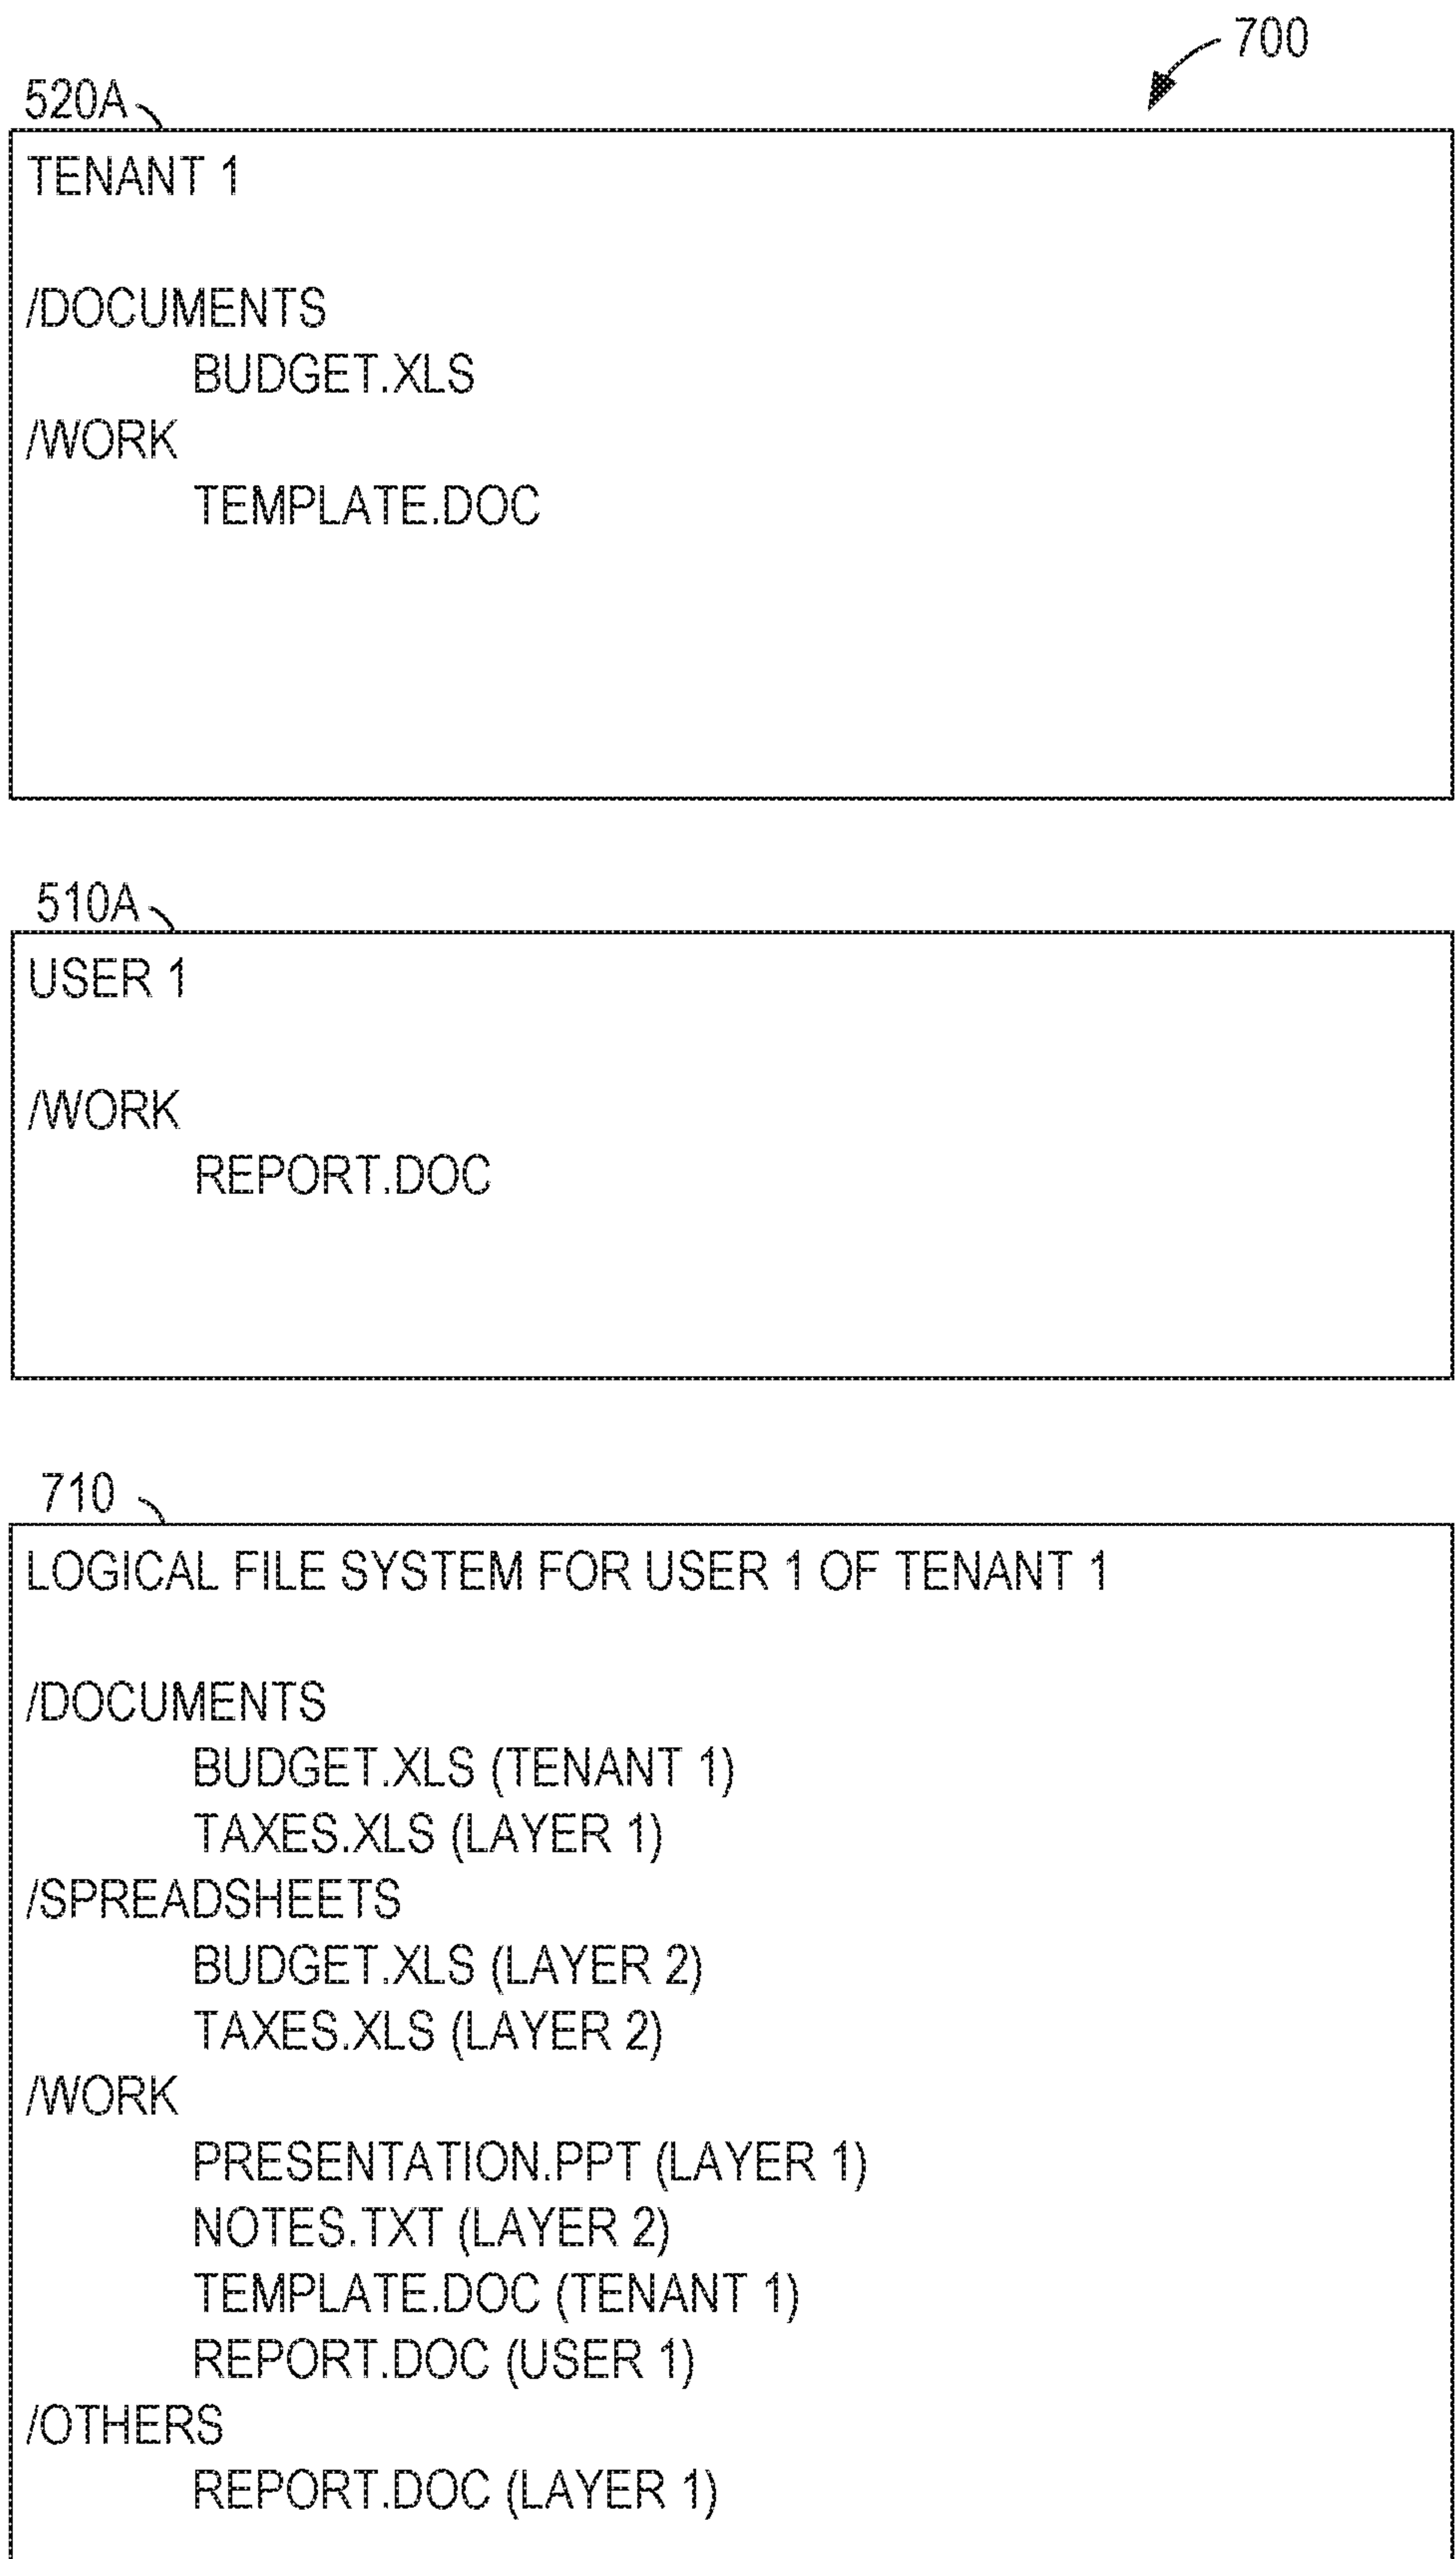 700
520A
TENANT 1
/DOCUMENTS
BUDGET.XLS
/WORK
TEMPLATE.DOC
510A
USER 1
/WORK
REPORT.DOC
710
LOGICAL FILE SYSTEM FOR USER 1 OF TENANT 1
/DOCUMENTS
BUDGET.XLS (TENANT 1)
TAXES.XLS (LAYER 1)
/SPREADSHEETS
BUDGET.XLS (LAYER 2)
TAXES.XLS (LAYER 2)
/WORK
PRESENTATION.PPT (LAYER 1)
NOTES.TXT (LAYER 2)
TEMPLATE.DOC (TENANT 1)
REPORT.DOC (USER 1)
/OTHERS
REPORT.DOC (LAYER 1)